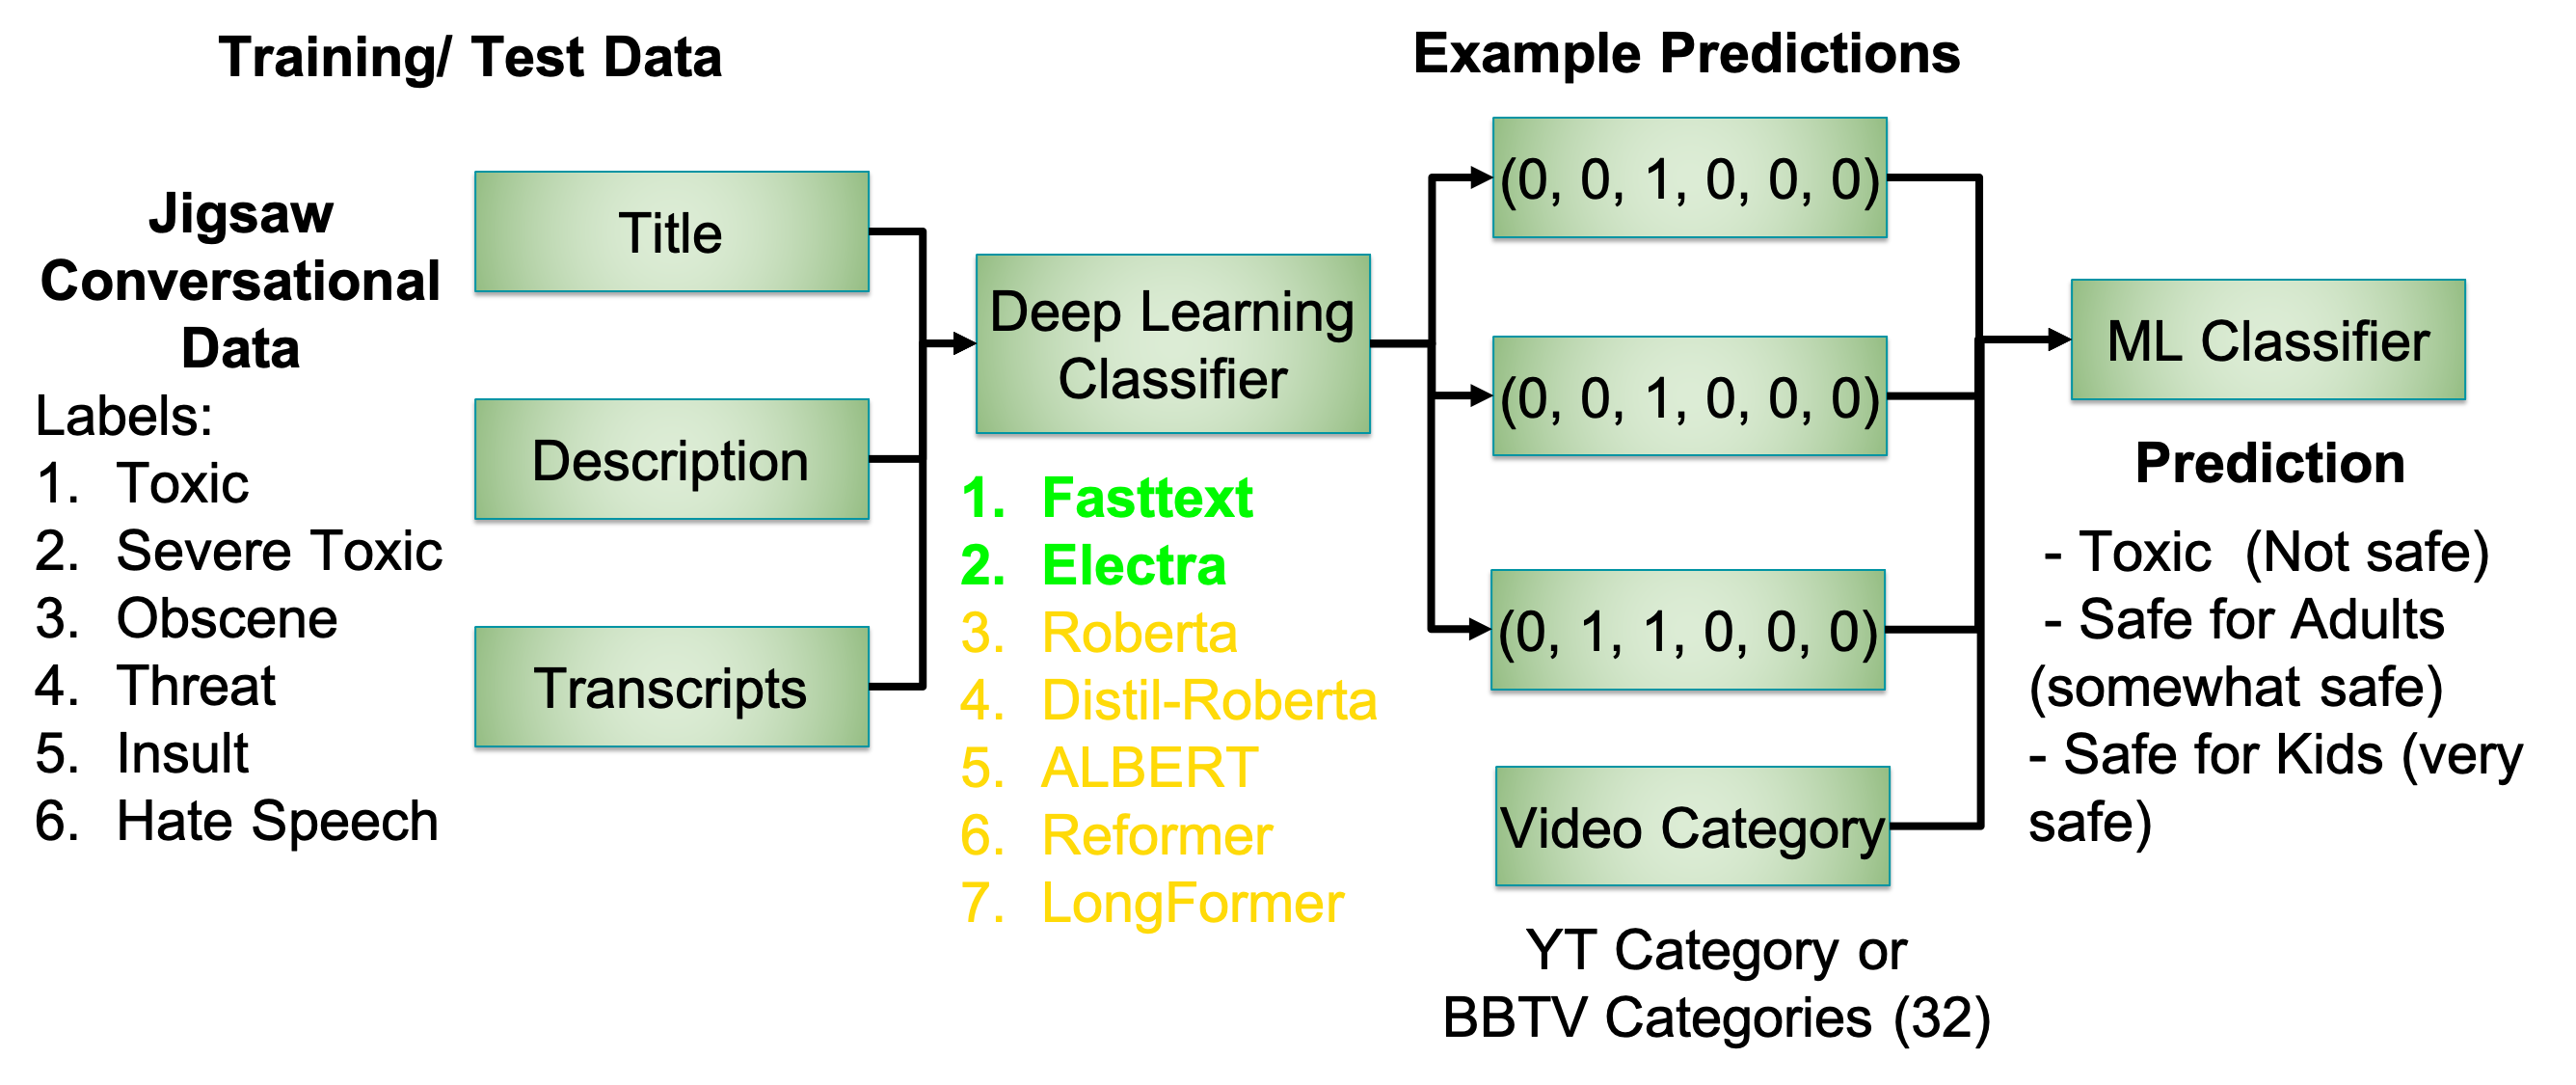 Training/ Test Data
Jigsaw
Conversational
Data
Labels:
1. Toxic
2. Severe Toxic
3. Obscene
4. Threat
5. Insult
6. Hate Speech
Title
Description
Transcripts
Deep Learning
Classifier
1. Fasttext
2. Electra
3. Roberta
4. Distil-Roberta
5. ALBERT
6. Reformer
7. LongFormer
Example Predictions
(0, 0, 1, 0, 0, 0)
(0, 0, 1, 0, 0, 0)
(0, 1, 1, 0, 0, 0)
Video Category
YT Category or
BBTV Categories (32)
ML Classifier
Prediction
- Toxic (Not safe)
- Safe for Adults
(somewhat safe)
- Safe for Kids (very
safe)